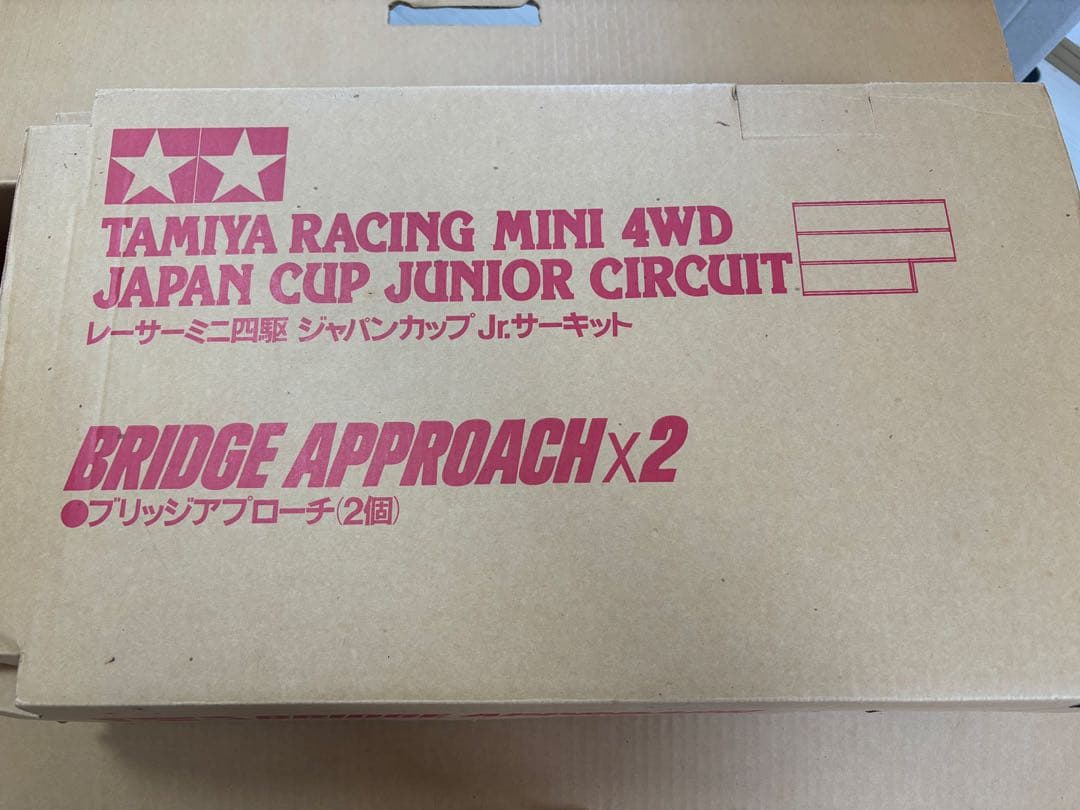 TAMIYA RACING MINI 4WD
JAPAN CUP JUNIOR CIRCUIT
レーサーミニ四駆 ジャパンカップ Jr.サーキット
BRIDGE APPROACH×2
●ブリッジアプローチ(2個)
BRIDGE